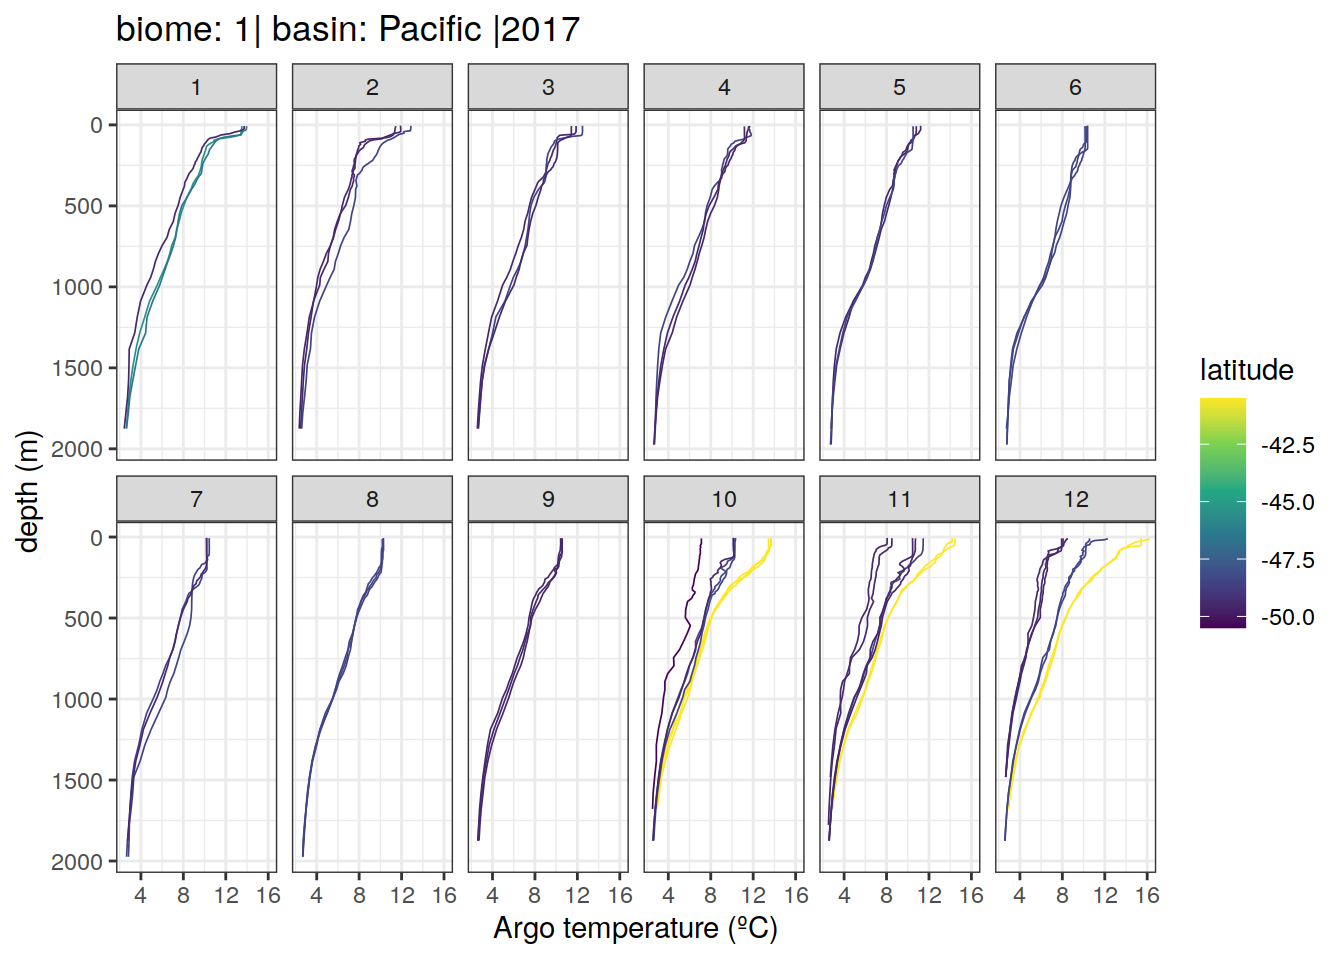 biome: 1| basin: Pacific |2017
1 2 3 4 5 6
0
500
1000
1500
2000
7 8 9 10 11 12
0
500
1000
1500
2000
4 8 12 16 4 8 12 16 4 8 12 16 4 8 12 16 4 8 12 16 4 8 12 16
Argo temperature (ºC)
depth (m)
latitude
-42.5
-45.0
-47.5
-50.0